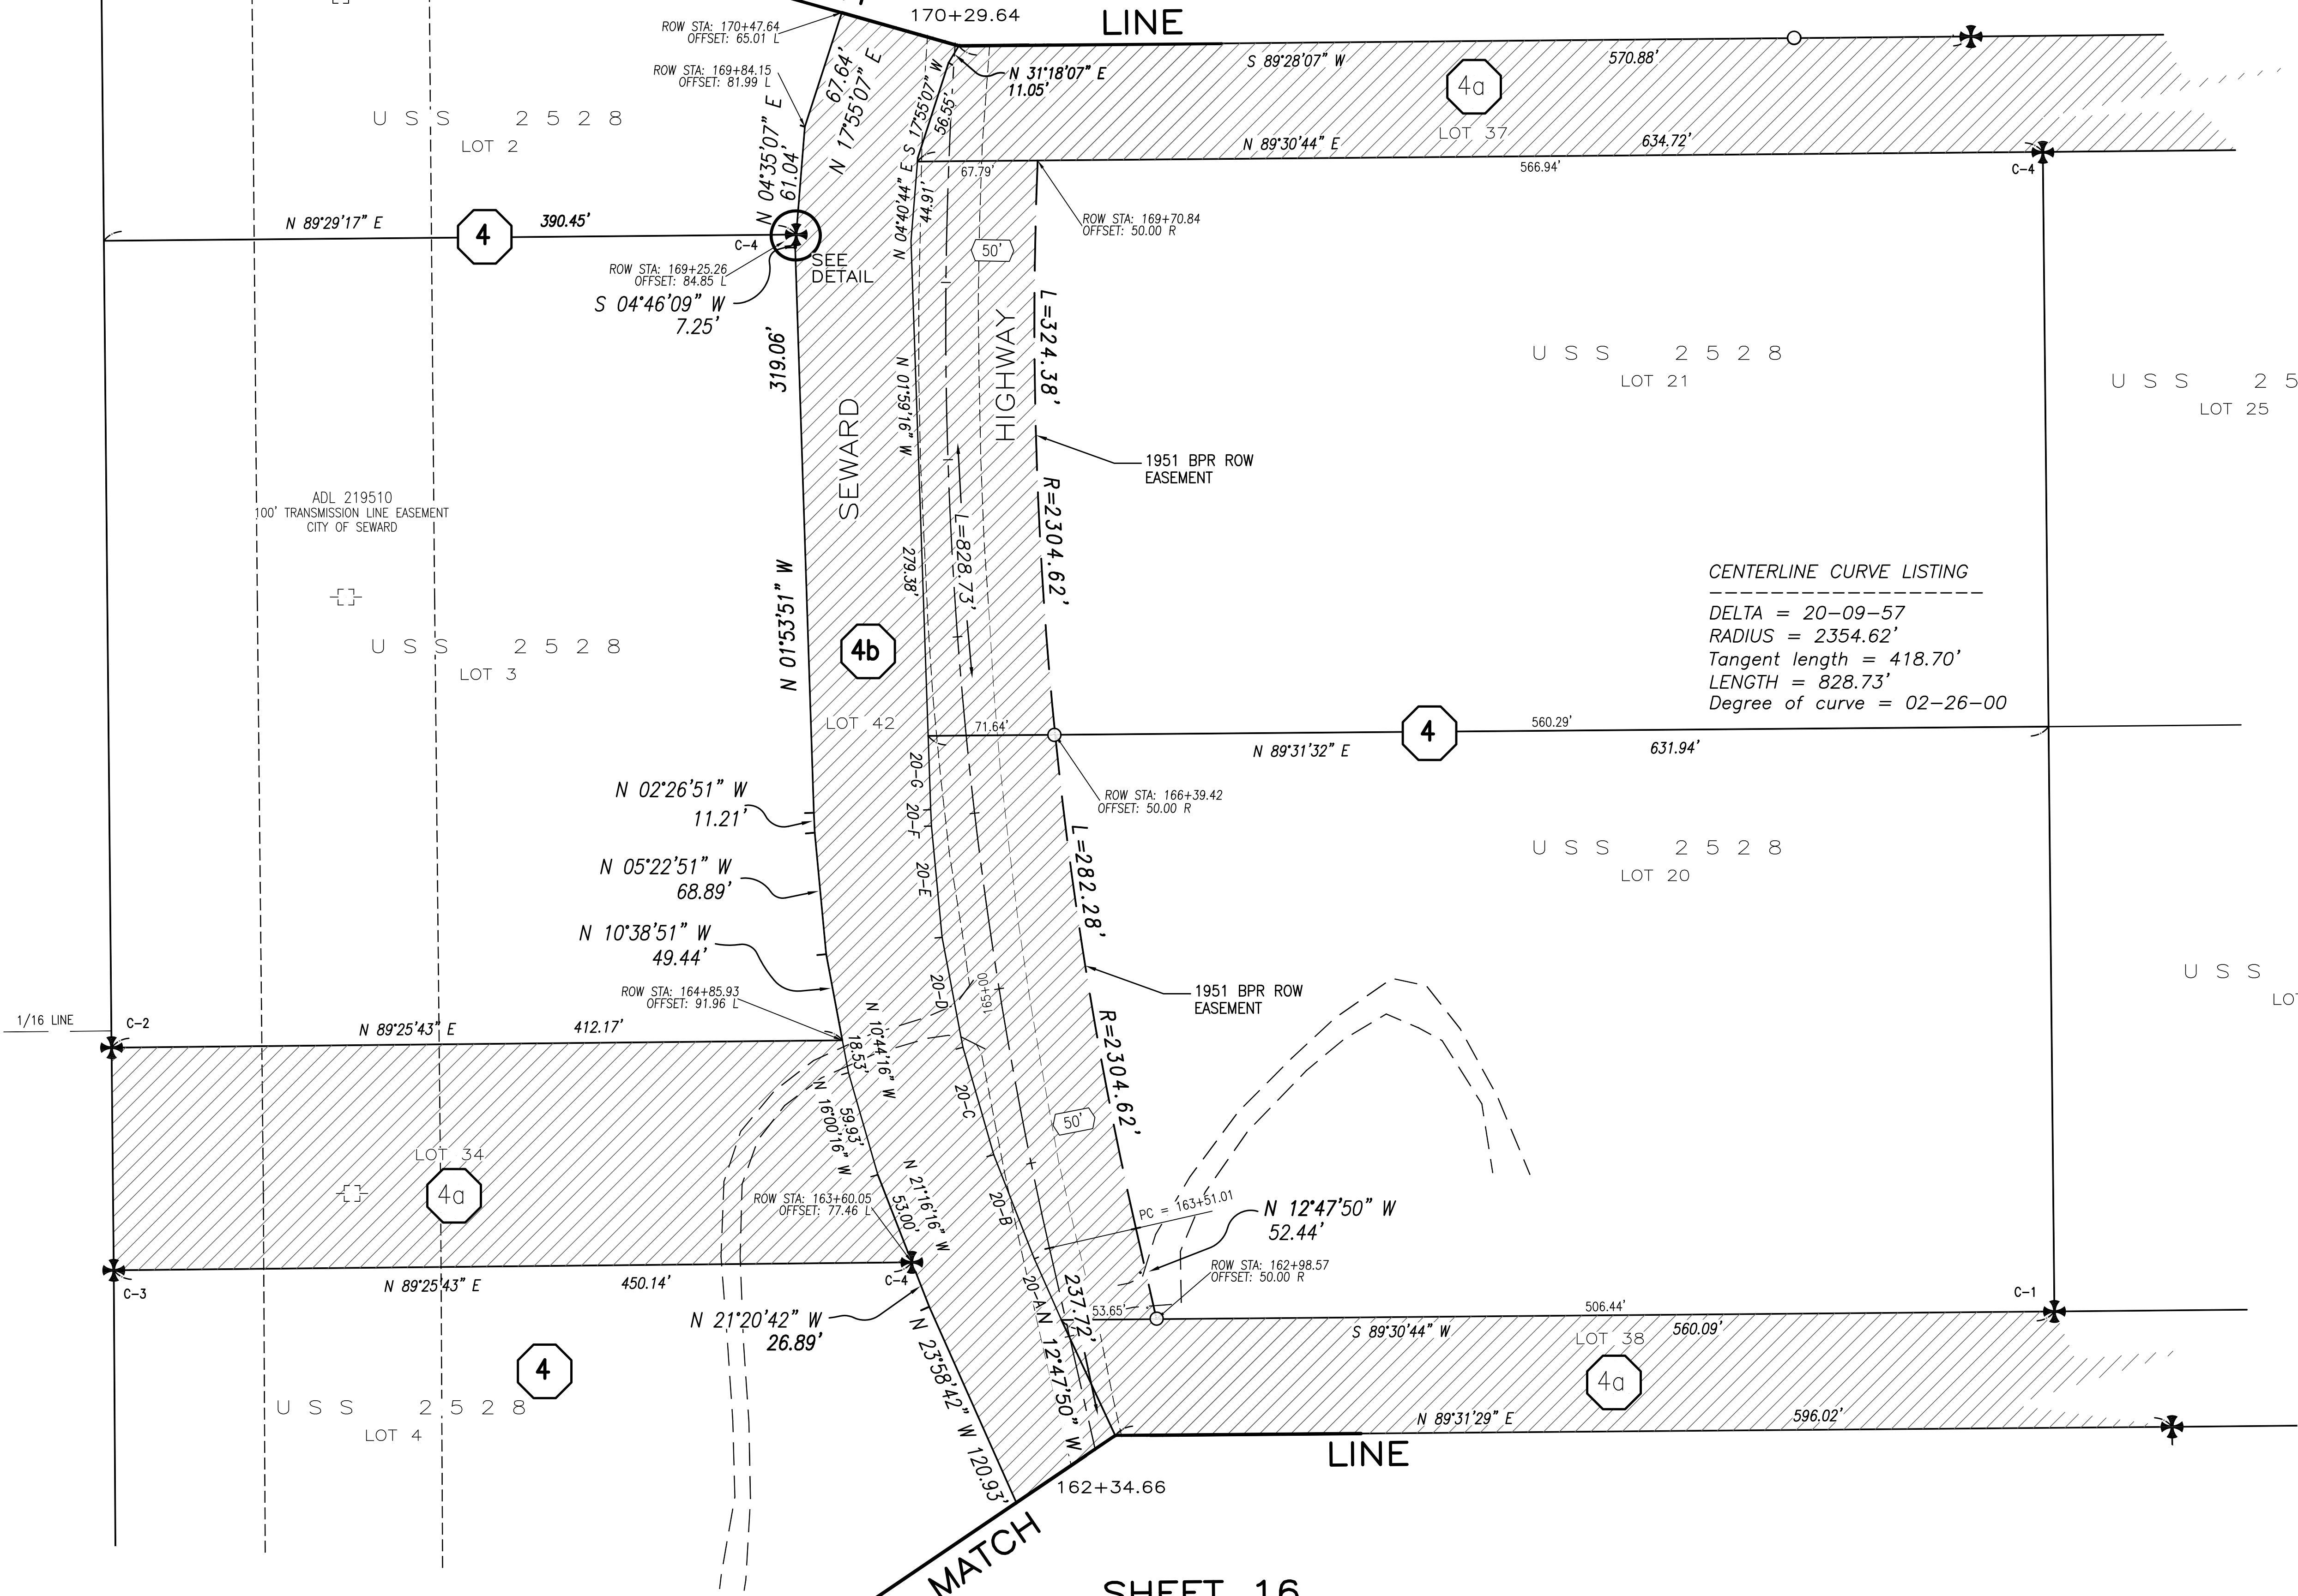 170+29.64
LINE
ROW STA: 170+47.64
OFFSET: 65.01 L
S 89°28'07" W
570.88'
ROW STA: 169+84.15
OFFSET: 81.99 L
67.64'
N 17°55'07" E
S 17°55'07" W
56.55'
N 31°18'07" E
11.05'
4a
LOT 37
U S S 2 5 2 8
LOT 2
N 89°30'44" E
634.72'
N 04°35'07" E
61.04'
67.79'
566.94'
C-4
N 04°40'44" E
44.91'
ROW STA: 169+70.84
OFFSET: 50.00 R
N 89°29'17" E
4
390.45'
C-4
SEE
DETAIL
50'
ROW STA: 169+25.26
OFFSET: 84.85 L
S 04°46'09" W
7.25'
319.06'
L=324.38'
HIGHWAY
U S S 2 5 2 8
LOT 21
U S S 2 5
LOT 25
N 01°59'16" W
SEWARD
1951 BPR ROW
EASEMENT
R=2304.62'
ADL 219510
100' TRANSMISSION LINE EASEMENT
CITY OF SEWARD
L=828.73'
279.38'
N 01°53'51" W
CENTERLINE CURVE LISTING
DELTA = 20-09-57
RADIUS = 2354.62'
Tangent length = 418.70'
LENGTH = 828.73'
Degree of curve = 02-26-00
U S S 2 5 2 8
LOT 3
4b
LOT 42
71.64'
4
560.29'
N 89°31'32" E
631.94'
20-G
N 02°26'51" W
11.21'
20-F
ROW STA: 166+39.42
OFFSET: 50.00 R
L=282.28'
N 05°22'51" W
68.89'
20-E
U S S 2 5 2 8
LOT 20
N 10°38'51" W
49.44'
20-D
165+00
U S S
LOT
ROW STA: 164+85.93
OFFSET: 91.96 L
1951 BPR ROW
EASEMENT
1/16 LINE
C-2
N 89°25'43" E
412.17'
N 10°44'16" W
18.53'
R=2304.62'
20-C
59.93'
N 16°00'16" W
50'
LOT 34
4a
N 21°16'16" W
53.00'
ROW STA: 163+60.05
OFFSET: 77.46 L
20-B
PC = 163+51.01
N 12°47'50" W
52.44'
ROW STA: 162+98.57
OFFSET: 50.00 R
C-3
N 89°25'43" E
450.14'
C-4
20-A
237.72'
53.65'
506.44'
C-1
N 21°20'42" W
26.89'
S 89°30'44" W
560.09'
LOT 38
4a
N 12°47'50" W
N 23°58'42" W 120.93'
4
U S S 2 5 2 8
LOT 4
N 89°31'29" E
596.02'
LINE
162+34.66
MATCH
SHEET 16